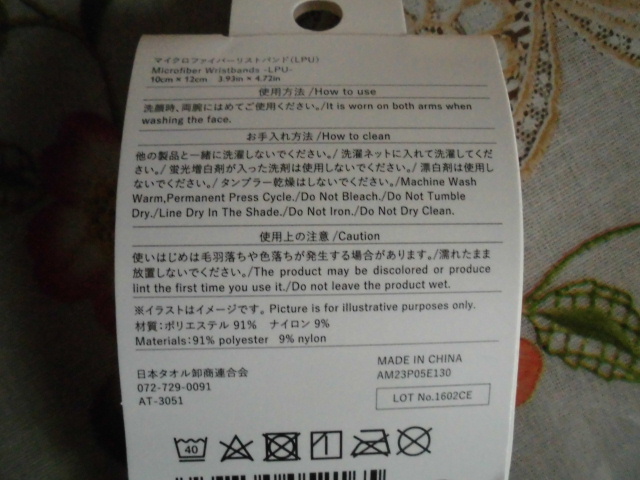 マイクロファイバーリストバンド(LPU)
Microfiber Wristbands -LPU-
10cm × 12cm 3.93in × 4.72in
使用方法 /How to use
洗顔時、両腕にはめてご使用ください。/It is worn on both arms when
washing the face.
お手入れ方法 /How to clean
他の製品と一緒に洗濯しないでください。/ 洗濯ネットに入れて洗濯してくだ
さい。/ 蛍光増白剤が入った洗剤は使用しないでください。/ 漂白剤は使用し
ないでください。/ タンブラー乾燥はしないでください。/Machine Wash
Warm,Permanent Press Cycle./Do Not Bleach./Do Not Tumble
Dry./Line Dry In The Shade./Do Not Iron./Do Not Dry Clean.
使用上の注意 /Caution
使いはじめは毛羽落ちや色落ちが発生する場合があります。/濡れたまま
放置しないでください。/The product may be discolored or produce
lint the first time you use it./Do not leave the product wet.
※イラストはイメージです。Picture is for illustrative purposes only.
材質:ポリエステル 91% ナイロン 9%
Materials:91% polyester 9% nylon
日本タオル卸商連合会
072-729-0091
AT-3051
MADE IN CHINA
AM23P05E130
LOT No.1602CE
40